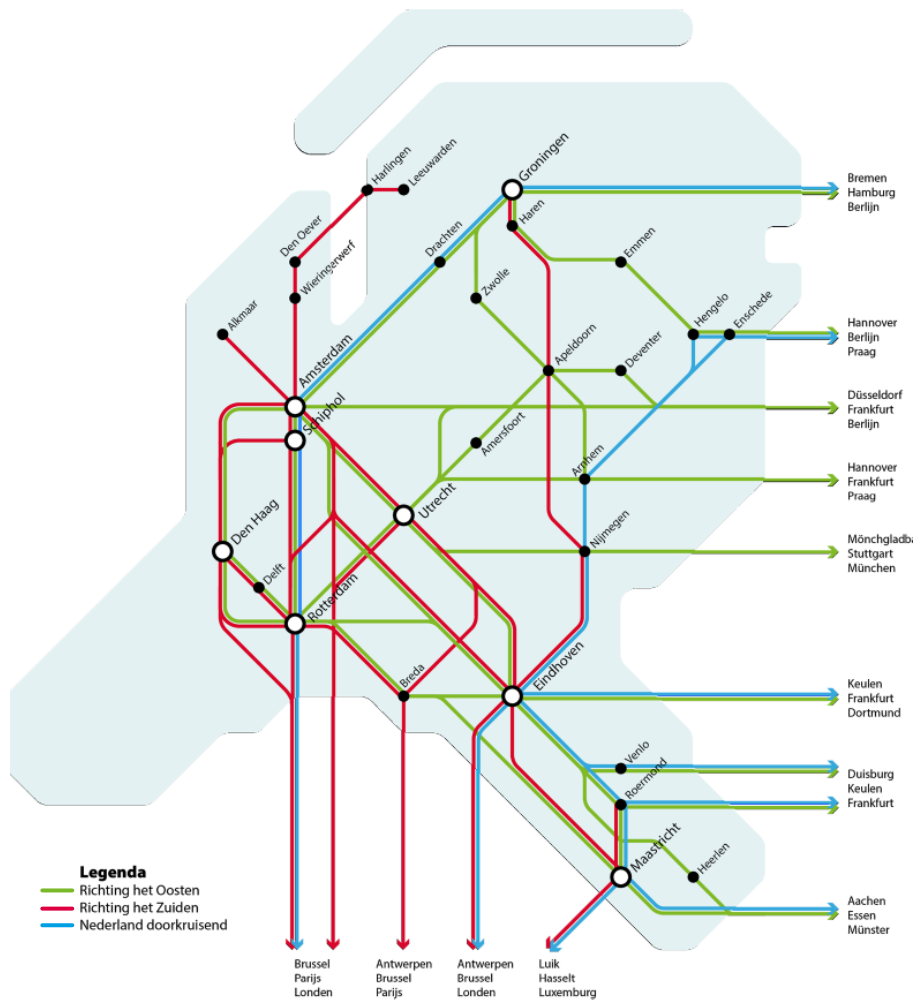 Harlingen
Leeuwarden
Groningen
Haren
Bremen
Hamburg
Berlijn
Den Oever
Wieringerwerf
Drachten
Emmen
Zwolle
Alkmaar
Amsterdam
Schiphol
Apeldoorn
Deventer
Hengelo
Enschede
Hannover
Berlijn
Praag
Düsseldorf
Frankfurt
Berlijn
Amersfoort
Arnhem
Hannover
Frankfurt
Praag
Utrecht
Den Haag
Delft
Rotterdam
Nijmegen
Mönchgladba
Stuttgart
München
Breda
Eindhoven
Keulen
Frankfurt
Dortmund
Venlo
Roermond
Duisburg
Keulen
Frankfurt
Maastricht
Heerlen
Aachen
Essen
Münster
Legenda
Richting het Oosten
Richting het Zuiden
Nederland doorkruisend
Brussel
Parijs
Londen
Antwerpen
Brussel
Parijs
Antwerpen
Brussel
Londen
Luik
Hasselt
Luxemburg